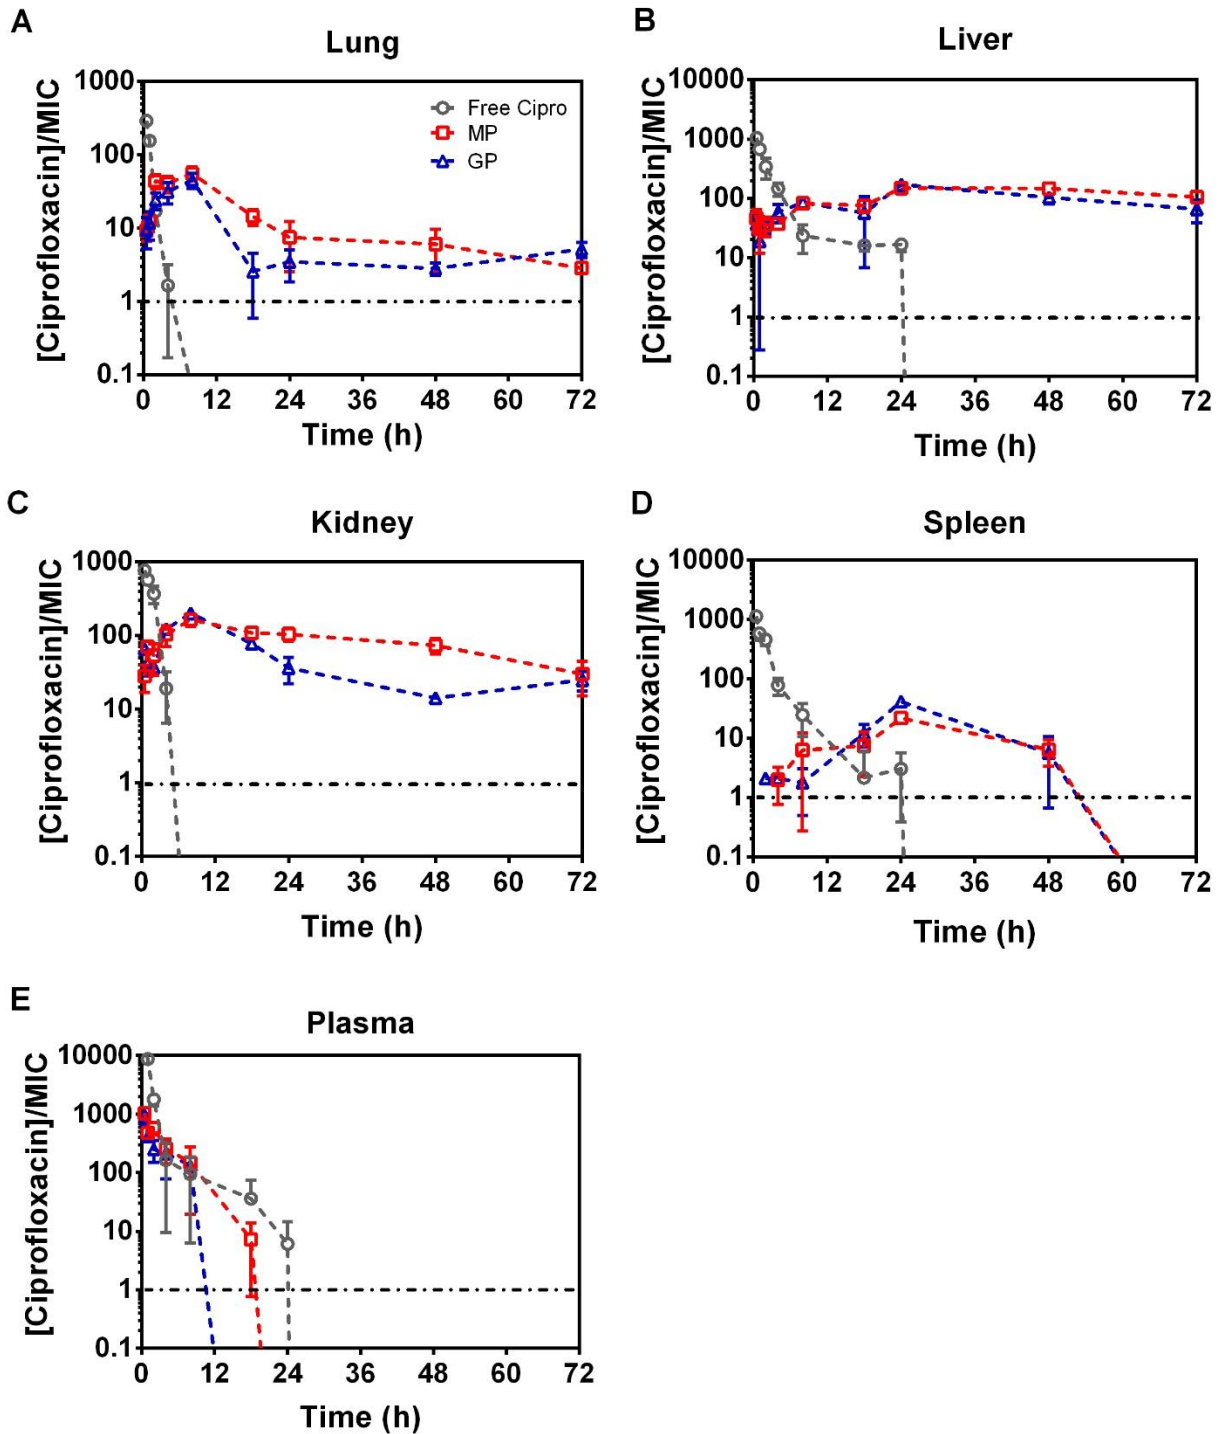 A
Lung
[Ciprofloxacin]/MIC
1000
100
10
1
0.1
Free Cipro
MP
GP
0 12 24 36 48 60 72
Time (h)
B
Liver
[Ciprofloxacin]/MIC
10000
1000
100
10
1
0.1
0 12 24 36 48 60 72
Time (h)
C
Kidney
[Ciprofloxacin]/MIC
1000
100
10
1
0.1
0 12 24 36 48 60 72
Time (h)
D
Spleen
[Ciprofloxacin]/MIC
10000
1000
100
10
1
0.1
0 12 24 36 48 60 72
Time (h)
E
Plasma
[Ciprofloxacin]/MIC
10000
1000
100
10
1
0.1
0 12 24 36 48 60 72
Time (h)